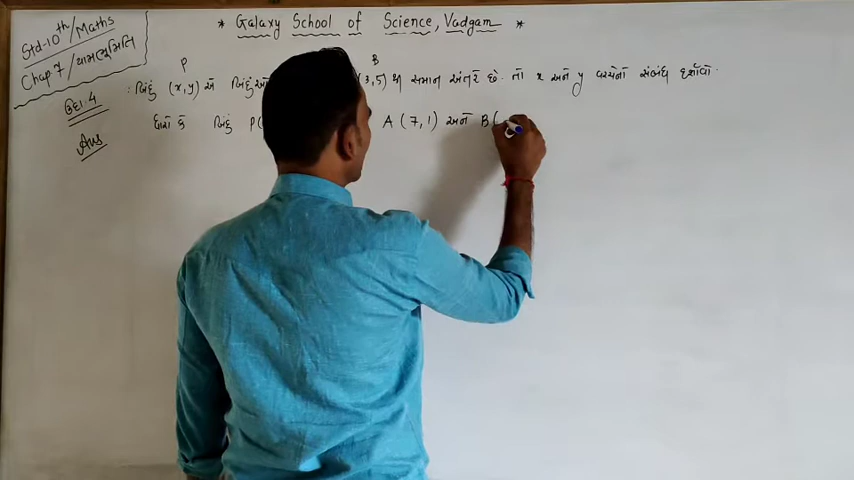 * Galaxy School of Science, Vadgam *
Std-10th/Maths
Chap 7/યામભૂમિતિ
P B
ઉદા.4 બિંદુ (x,y) એ બિંદુઓ 3,5) થી સમાન અંતરે છે. તો x અને y વચ્ચેનો સંબંધ દર્શાવો.
Ans ધારો કે બિંદુ P( A (7,1) અને B(